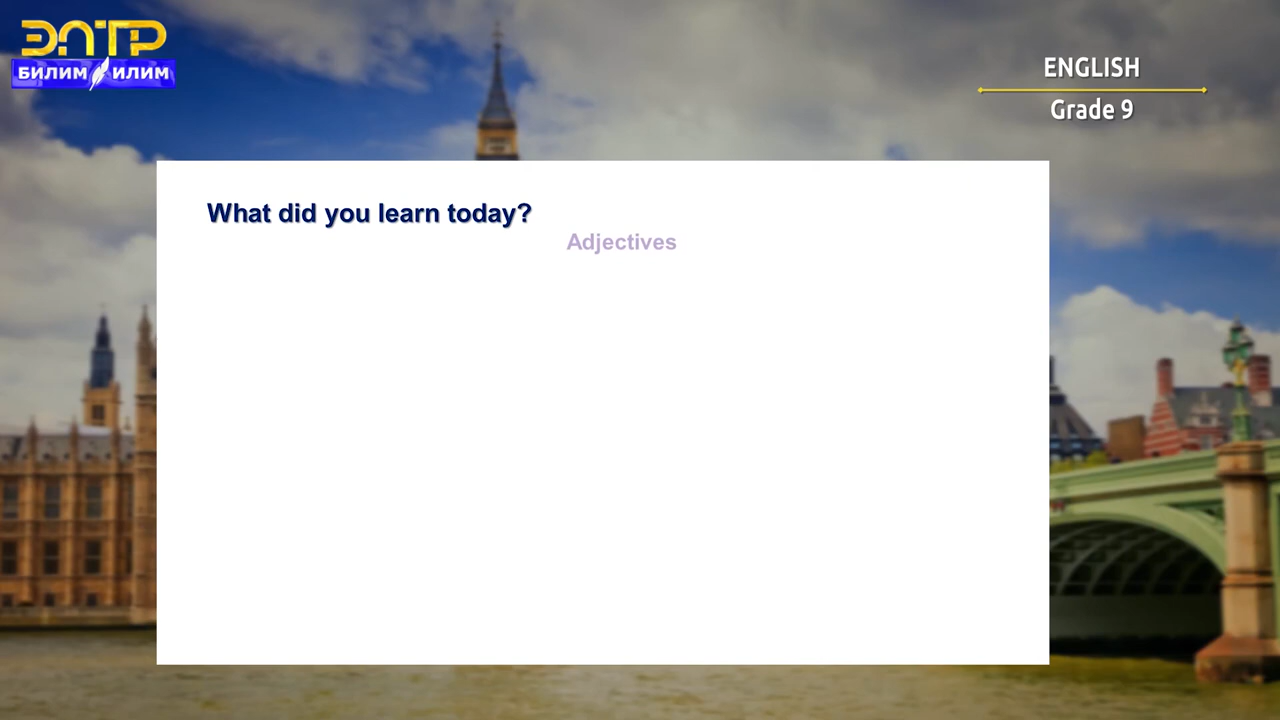 ЭЛТР
БИЛИМ ИЛИМ
ENGLISH
Grade 9
What did you learn today?
Adjectives